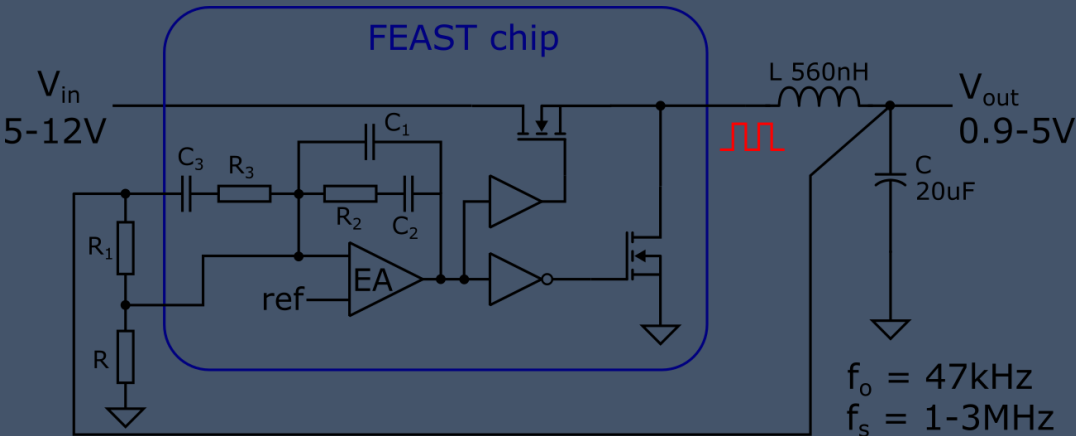 FEAST chip
V_in
5-12V
L 560nH
V_out
0.9-5V
C_1
C_3
R_3
R_2
C_2
C
20uF
R_1
EA
ref
R
f_o = 47kHz
f_s = 1-3MHz